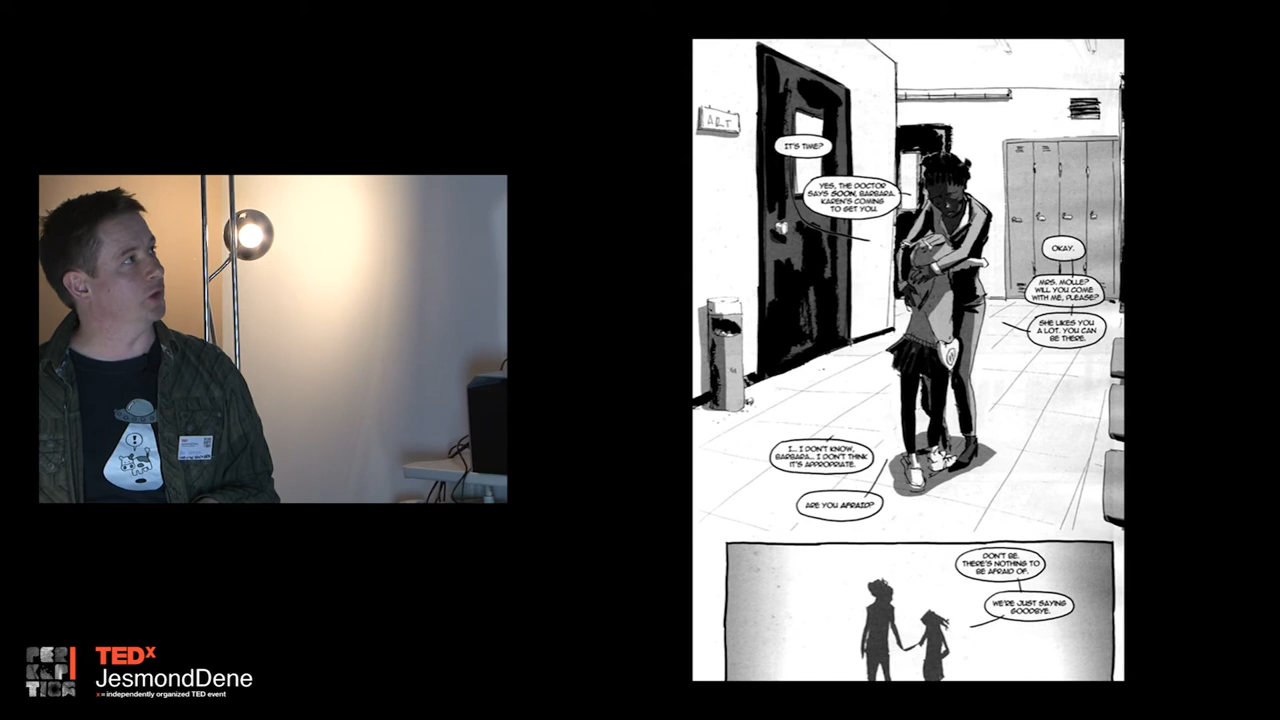 ART
IT'S TIME?
YES, THE DOCTOR
SAYS SOON, BARBARA.
KAREN'S COMING
TO GET YOU.
OKAY.
MRS. MOLLE?
WILL YOU COME
WITH ME, PLEASE?
SHE LIKES YOU
A LOT. YOU CAN
BE THERE.
I... I DON'T KNOW,
BARBARA... I DON'T THINK
IT'S APPROPRIATE.
ARE YOU AFRAID?
DON'T BE.
THERE'S NOTHING TO
BE AFRAID OF.
WE'RE JUST SAYING
GOODBYE.
!
PER
KEP
TICA
TEDx
JesmondDene
x = independently organized TED event